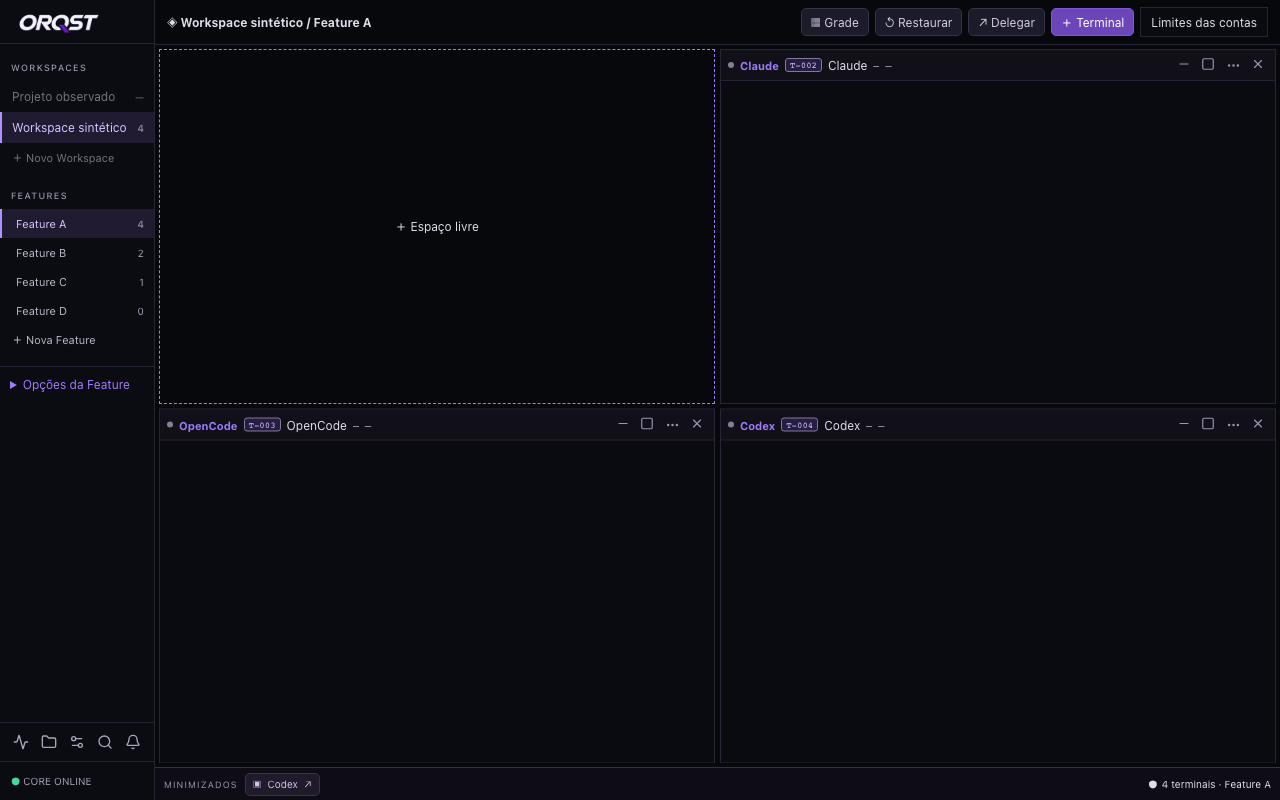 ORQST
WORKSPACES
Projeto observado —
Workspace sintético 4
+ Novo Workspace
FEATURES
Feature A 4
Feature B 2
Feature C 1
Feature D 0
+ Nova Feature
▶ Opções da Feature
CORE ONLINE
◈ Workspace sintético / Feature A
▦ Grade
↺ Restaurar
↗ Delegar
+ Terminal
Limites das contas
+ Espaço livre
Claude T-002 Claude – –
OpenCode T-003 OpenCode – –
Codex T-004 Codex – –
MINIMIZADOS
▣ Codex ↗
4 terminais · Feature A